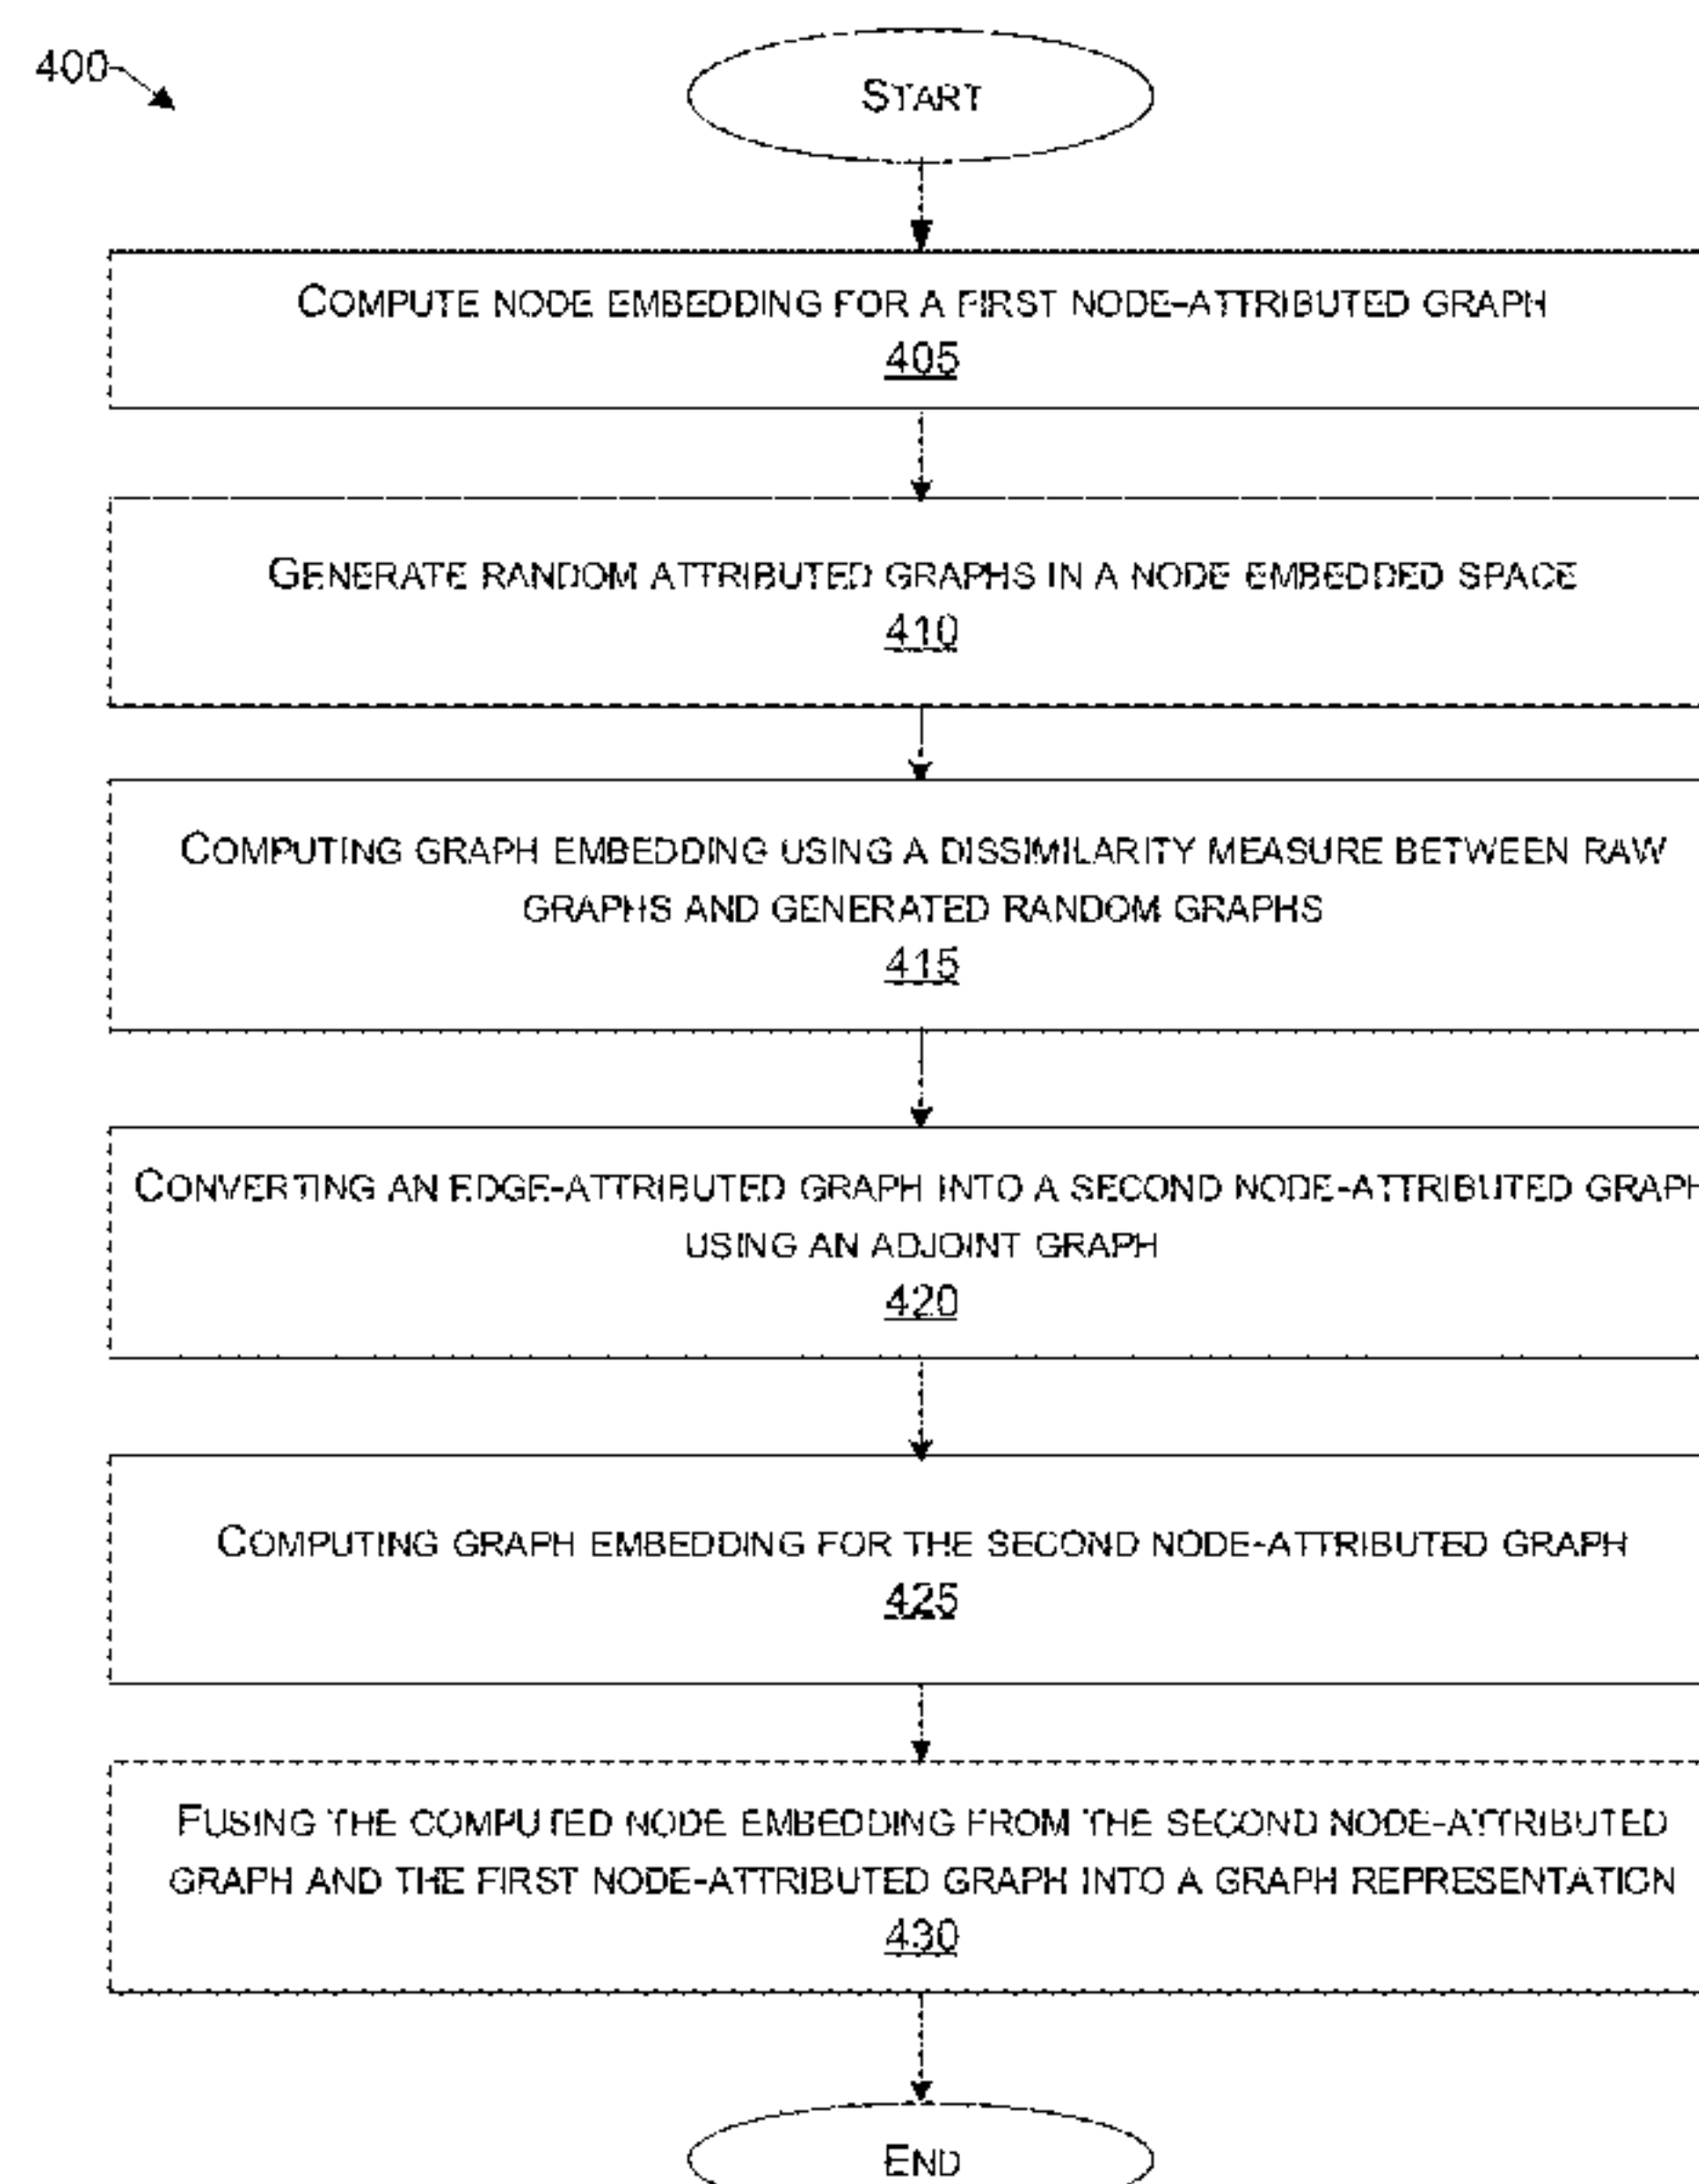 400
START
COMPUTE NODE EMBEDDING FOR A FIRST NODE-ATTRIBUTED GRAPH
405
GENERATE RANDOM ATTRIBUTED GRAPHS IN A NODE EMBEDDED SPACE
410
COMPUTING GRAPH EMBEDDING USING A DISSIMILARITY MEASURE BETWEEN RAW
GRAPHS AND GENERATED RANDOM GRAPHS
415
CONVERTING AN EDGE-ATTRIBUTED GRAPH INTO A SECOND NODE-ATTRIBUTED GRAPH
USING AN ADJOINT GRAPH
420
COMPUTING GRAPH EMBEDDING FOR THE SECOND NODE-ATTRIBUTED GRAPH
425
FUSING THE COMPUTED NODE EMBEDDING FROM THE SECOND NODE-ATTRIBUTED
GRAPH AND THE FIRST NODE-ATTRIBUTED GRAPH INTO A GRAPH REPRESENTATION
430
END